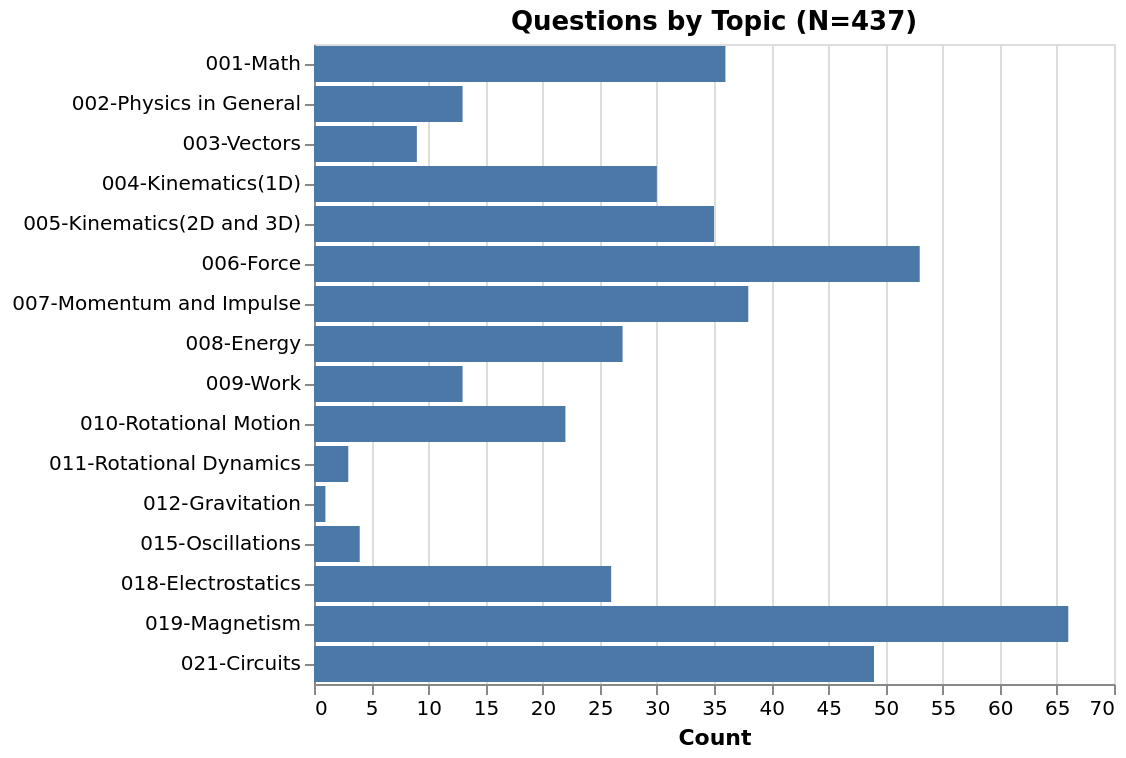 Questions by Topic (N=437)
001-Math
002-Physics in General
003-Vectors
004-Kinematics(1D)
005-Kinematics(2D and 3D)
006-Force
007-Momentum and Impulse
008-Energy
009-Work
010-Rotational Motion
011-Rotational Dynamics
012-Gravitation
015-Oscillations
018-Electrostatics
019-Magnetism
021-Circuits
0 5 10 15 20 25 30 35 40 45 50 55 60 65 70
Count